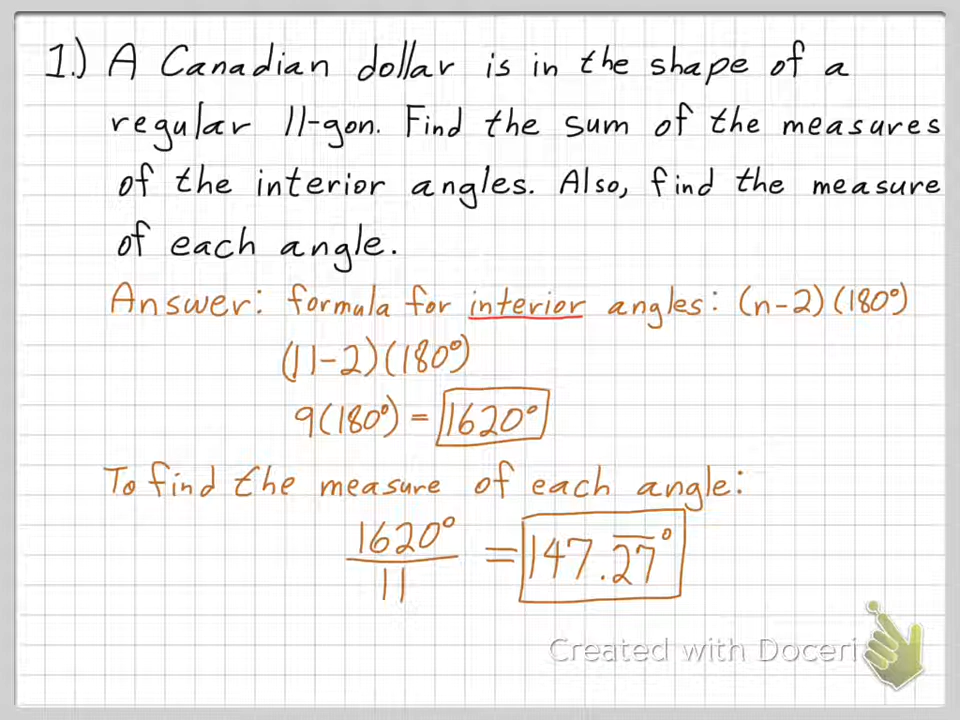 1.) A Canadian dollar is in the shape of a
regular 11-gon. Find the sum of the measures
of the interior angles. Also, find the measure
of each angle.
Answer: formula for interior angles: (n-2)(180°)
(11-2)(180°)
9(180°) = 1620°
To find the measure of each angle:
1620°
11
= 147.2̅7̅°
Created with Doceri